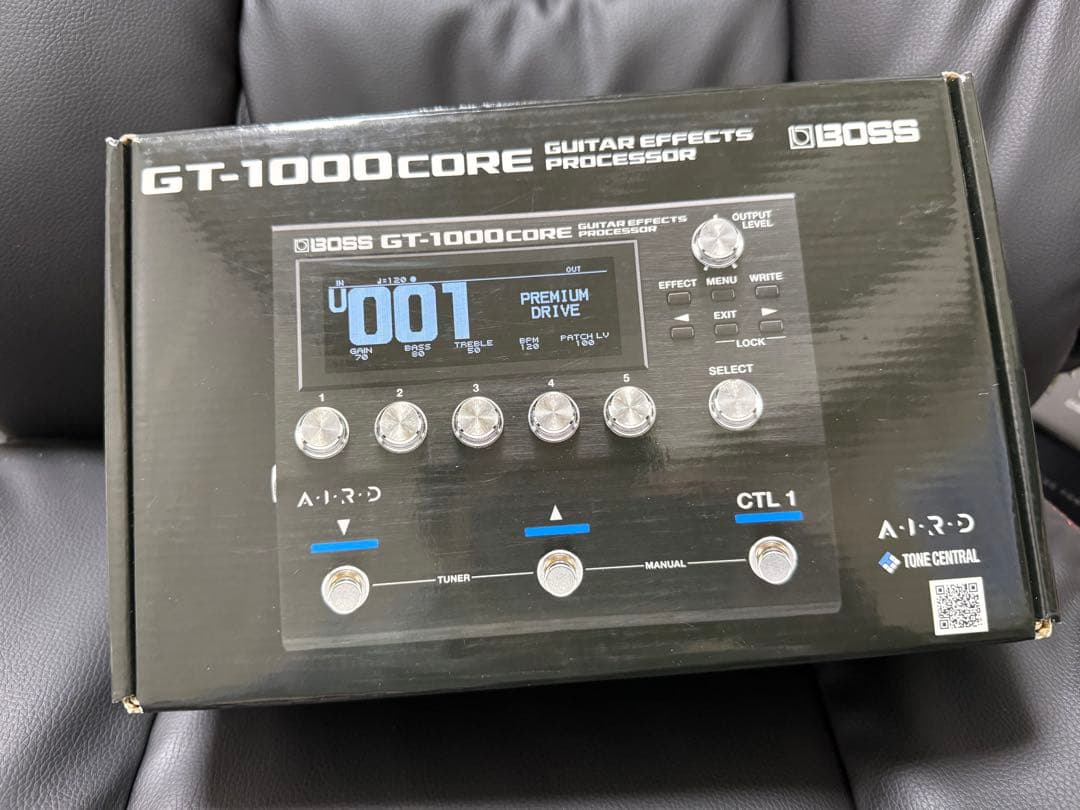 GT-1000CORE GUITAR EFFECTS PROCESSOR
BOSS
BOSS GT-1000CORE GUITAR EFFECTS PROCESSOR
OUTPUT LEVEL
IN
♩=120
OUT
U001
PREMIUM
DRIVE
GAIN BASS TREBLE BPM PATCH LV
70 80 50 120 100
EFFECT MENU WRITE
EXIT
LOCK
1 2 3 4 5
SELECT
A·I·R·D
CTL 1
TUNER
MANUAL
A·I·R·D
TONE CENTRAL